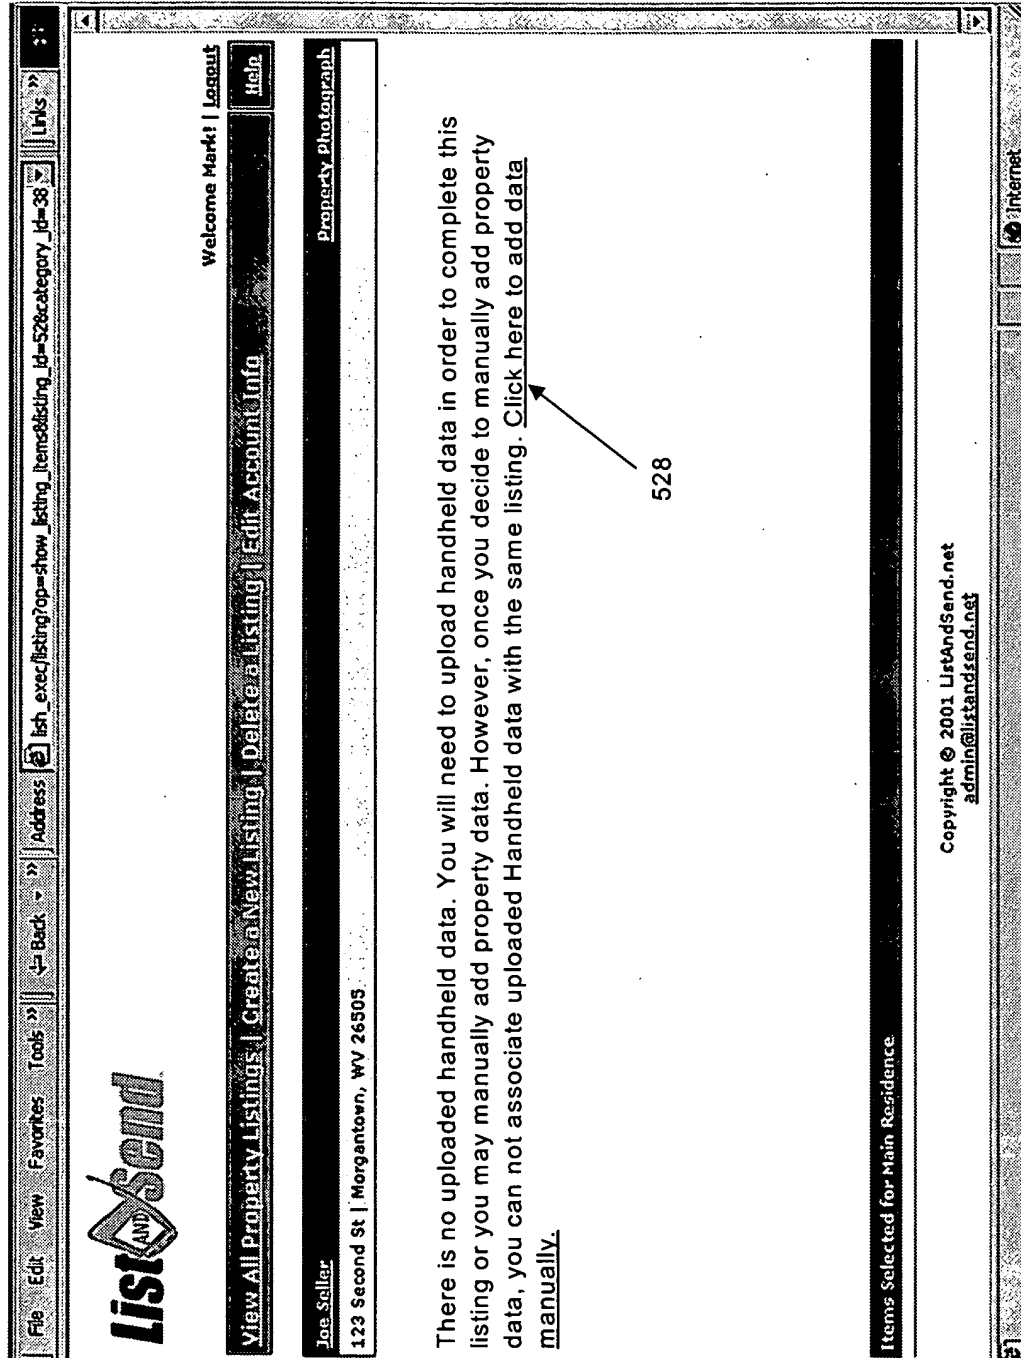 File Edit View Favorites Tools » Back » Address lish_exec/listing?op=show_listing_items&listing_id=528&category_id=38 Links »
List AND Send
Welcome Mark! | Logout
View All Property Listings | Create a New Listing | Delete a Listing | Edit Account Info Help
Joe Seller Property Photograph
123 Second St | Morgantown, WV 26505
There is no uploaded handheld data. You will need to upload handheld data in order to complete this
listing or you may manually add property data. However, once you decide to manually add property
data, you can not associate uploaded Handheld data with the same listing. Click here to add data
manually.
528
Items Selected for Main Residence
Copyright © 2001 ListAndSend.net
admin@listandsend.net
Internet